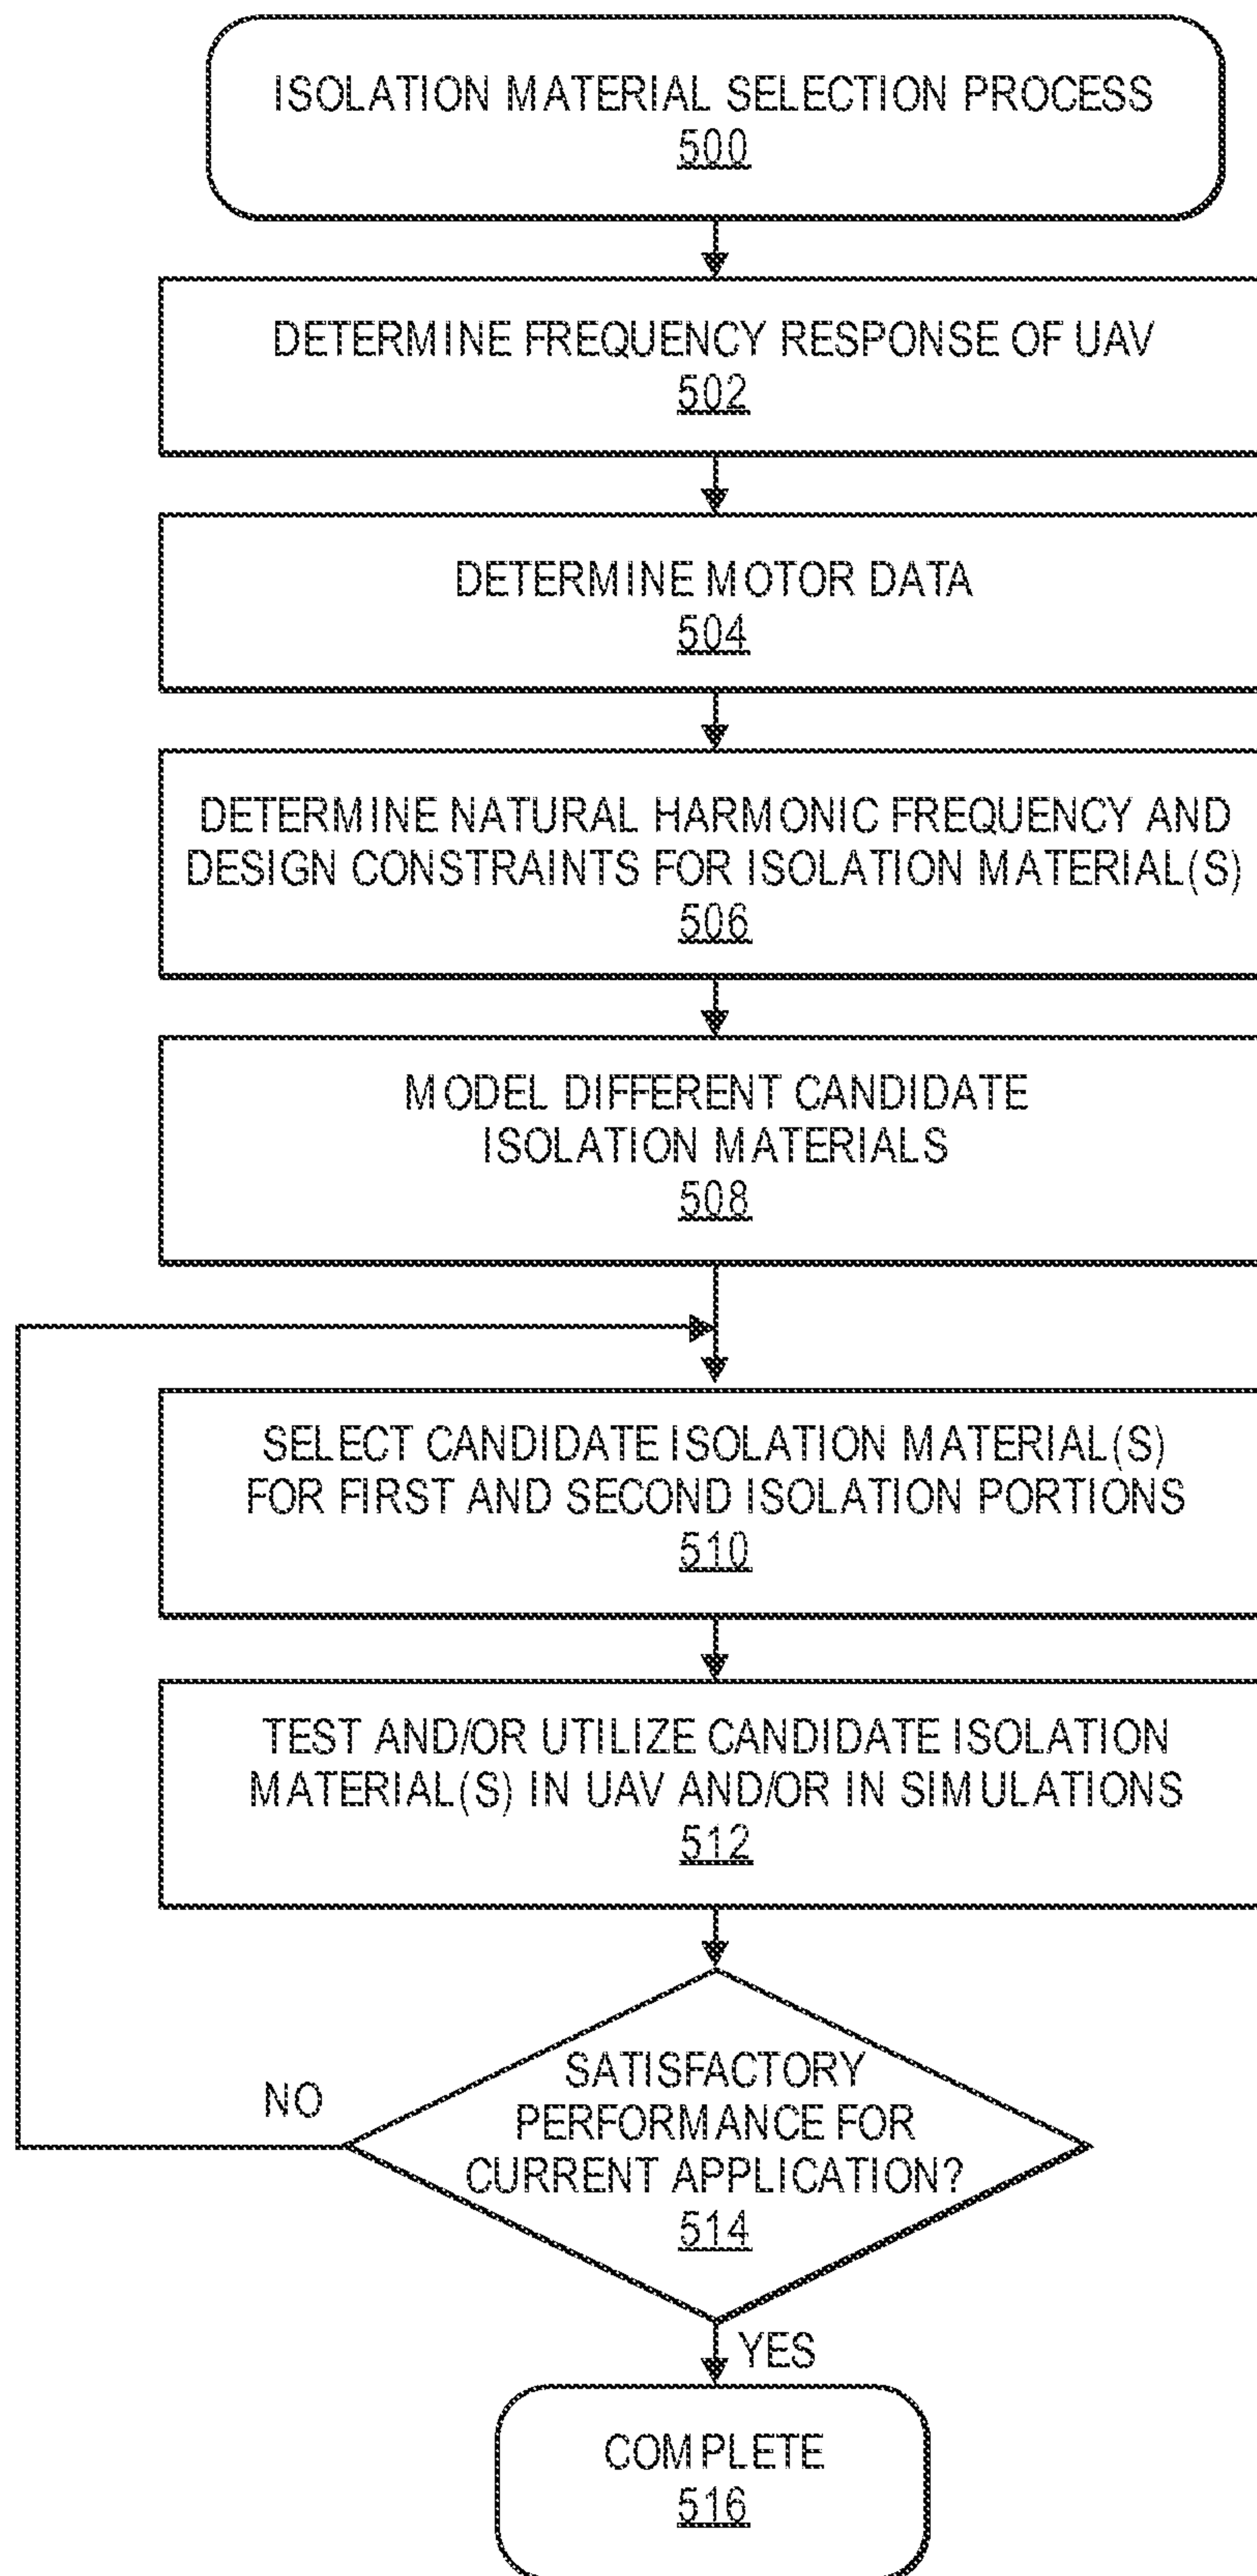 ISOLATION MATERIAL SELECTION PROCESS
500
DETERMINE FREQUENCY RESPONSE OF UAV
502
DETERMINE MOTOR DATA
504
DETERMINE NATURAL HARMONIC FREQUENCY AND
DESIGN CONSTRAINTS FOR ISOLATION MATERIAL(S)
506
MODEL DIFFERENT CANDIDATE
ISOLATION MATERIALS
508
SELECT CANDIDATE ISOLATION MATERIAL(S)
FOR FIRST AND SECOND ISOLATION PORTIONS
510
TEST AND/OR UTILIZE CANDIDATE ISOLATION
MATERIAL(S) IN UAV AND/OR IN SIMULATIONS
512
SATISFACTORY
PERFORMANCE FOR
CURRENT APPLICATION?
514
NO
YES
COMPLETE
516